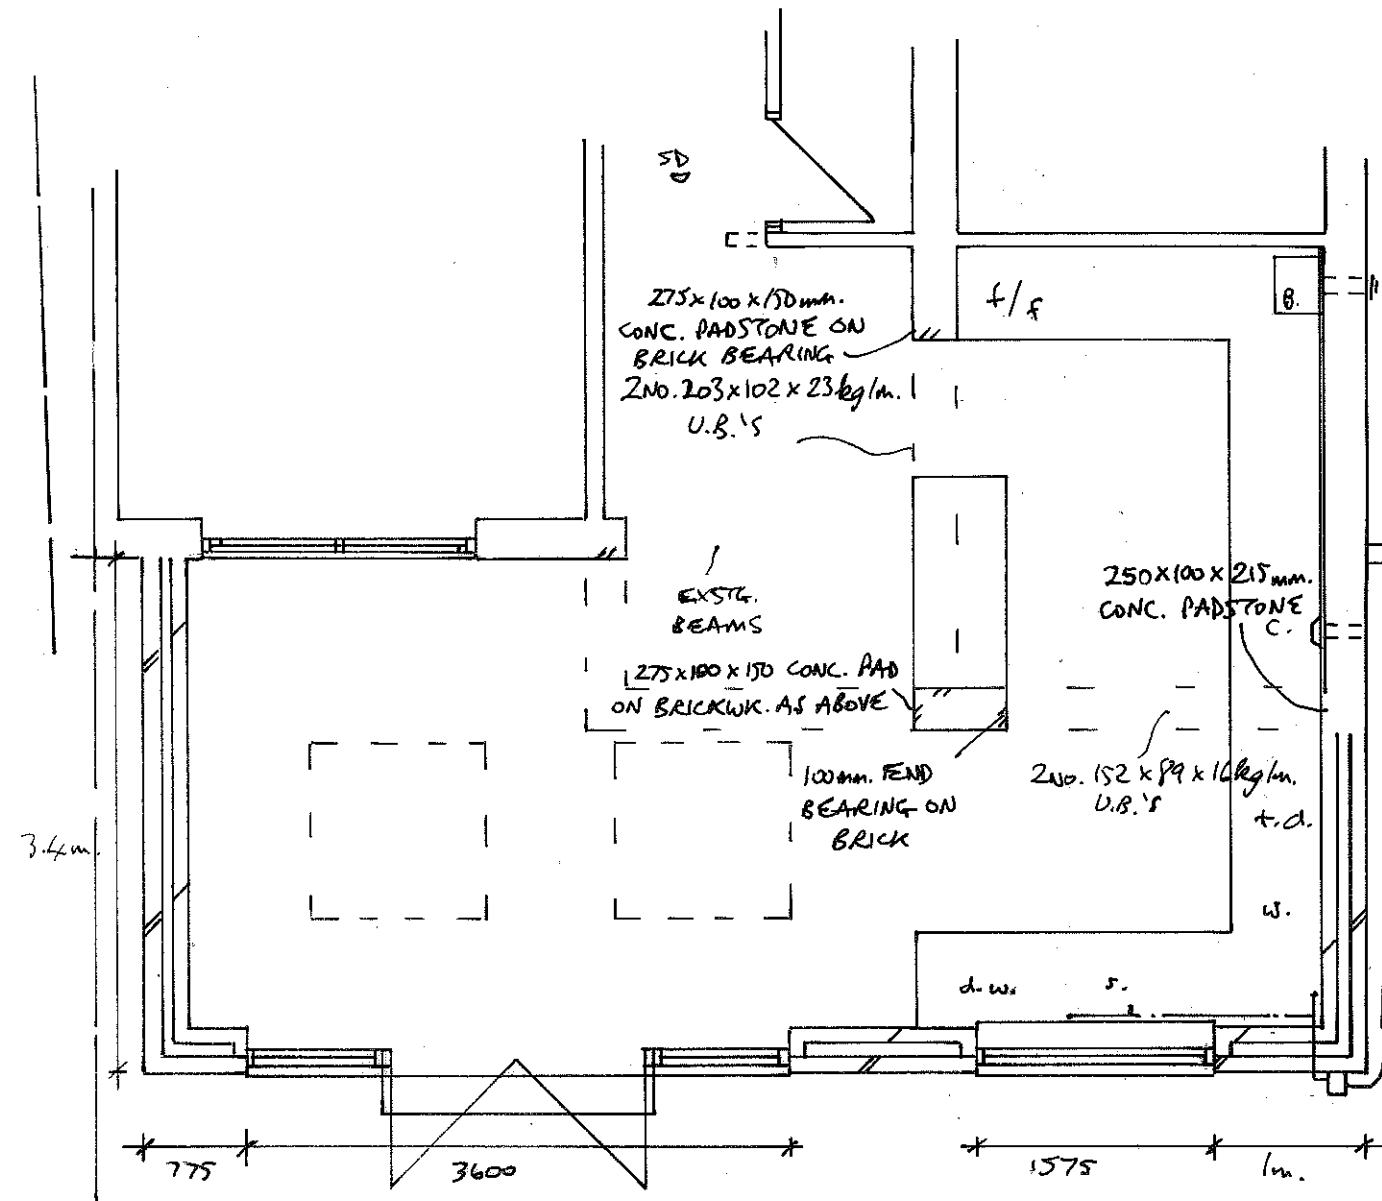 SD
f/f
B.
275x100x150mm.
CONC. PADSTONE ON
BRICK BEARING
2NO. 203x102x23kg/m.
U.B.'S
EXSTG.
BEAMS
250x100x215mm.
CONC. PADSTONE
C.
275x100x150 CONC. PAD
ON BRICKWK. AS ABOVE
100mm. END
BEARING ON
BRICK
2NO. 152x89x16kg/m.
U.B.'s
t.d.
3.4m.
w.
d.w.
s.
775
3600
1575
1m.